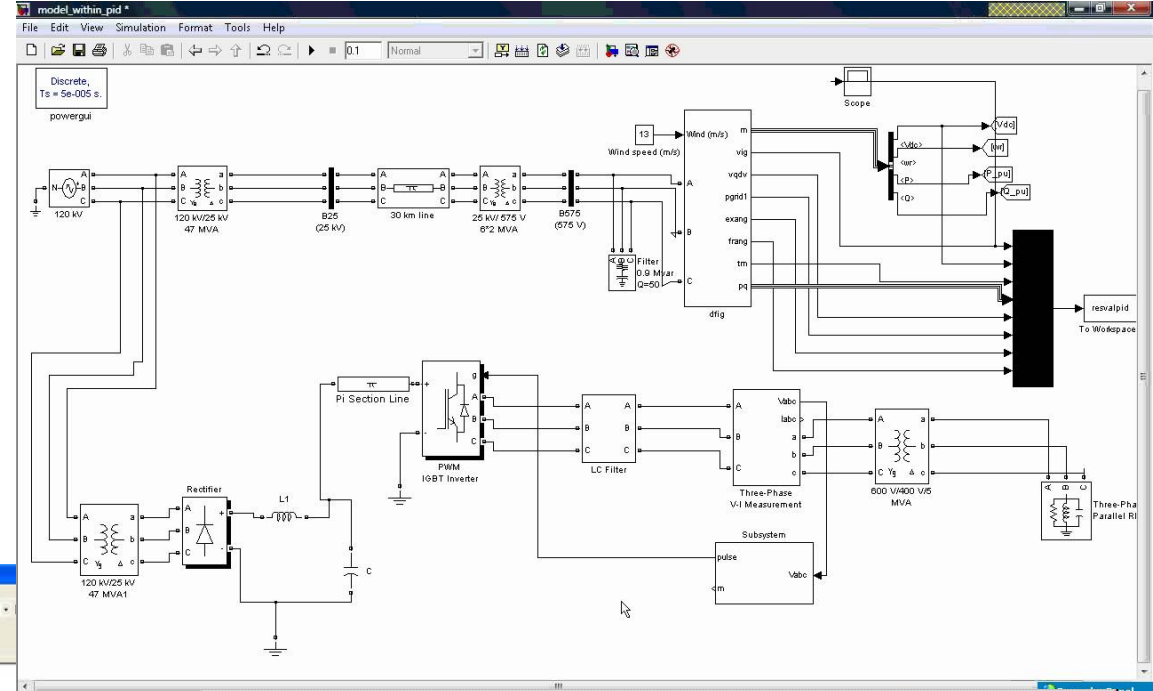 model_within_pid *
File Edit View Simulation Format Tools Help
0.1 Normal
Discrete,
Ts = 5e-005 s.
powergui
Scope
13
Wind speed (m/s)
Wind (m/s)
A
B
C
m
vig
vqdv
pgrid1
exang
frang
tm
pq
dfig
<Vdc>
<wr>
<P>
<Q>
[Vdc]
[wr]
[P_pu]
[Q_pu]
resvalpid
To Workspace
N
A
B
C
120 kV
A
B
C
Yg
a
b
c
120 kV/25 kV
47 MVA
B25
(25 kV)
A
B
C
A
B
C
30 km line
A
B
C
Yg
a
b
c
25 kV/ 575 V
6*2 MVA
B575
(575 V)
A B C
Filter
0.9 Mvar
Q=50
Pi Section Line
+
-
g
A
B
C
PWM
IGBT Inverter
A
B
C
A
B
C
LC Filter
A
B
C
Vabc
Iabc
a
b
c
Three-Phase
V-I Measurement
A
B
C
Yg
a
b
c
600 V/400 V/5
MVA
A B C
Three-Pha
Parallel Rl
Subsystem
pulse
m
Vabc
A
B
C
Yg
a
b
c
120 kV/25 kV
47 MVA1
Rectifier
A
B
C
+
-
L1
C